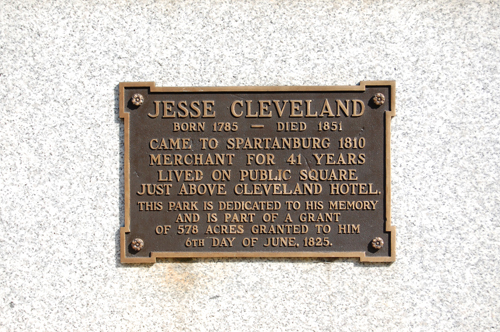 JESSE CLEVELAND
BORN 1785 — DIED 1851
CAME TO SPARTANBURG 1810
MERCHANT FOR 41 YEARS
LIVED ON PUBLIC SQUARE
JUST ABOVE CLEVELAND HOTEL.
THIS PARK IS DEDICATED TO HIS MEMORY
AND IS PART OF A GRANT
OF 578 ACRES GRANTED TO HIM
6TH DAY OF JUNE, 1825.